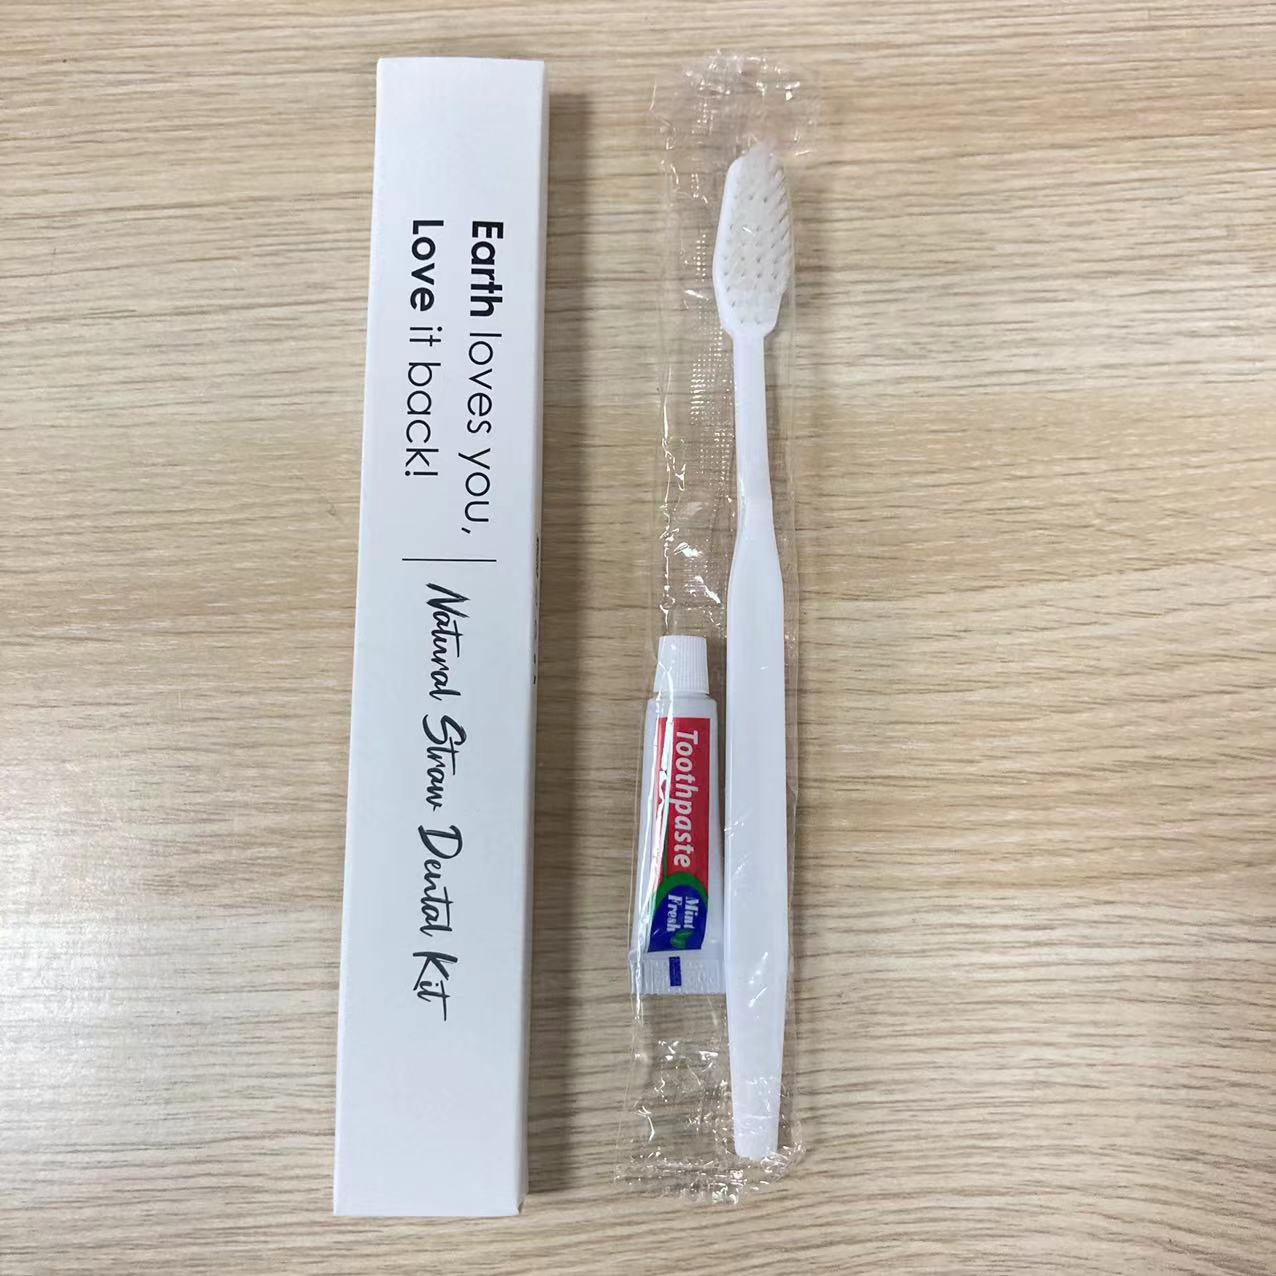 Earth loves you,
Love it back!
Natural Straw Dental Kit
Toothpaste
Mint
Fresh